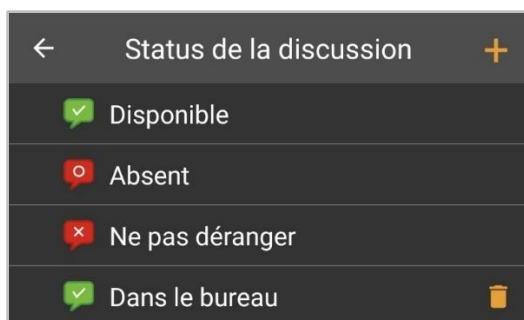 Status de la discussion
Disponible
Absent
Ne pas déranger
Dans le bureau